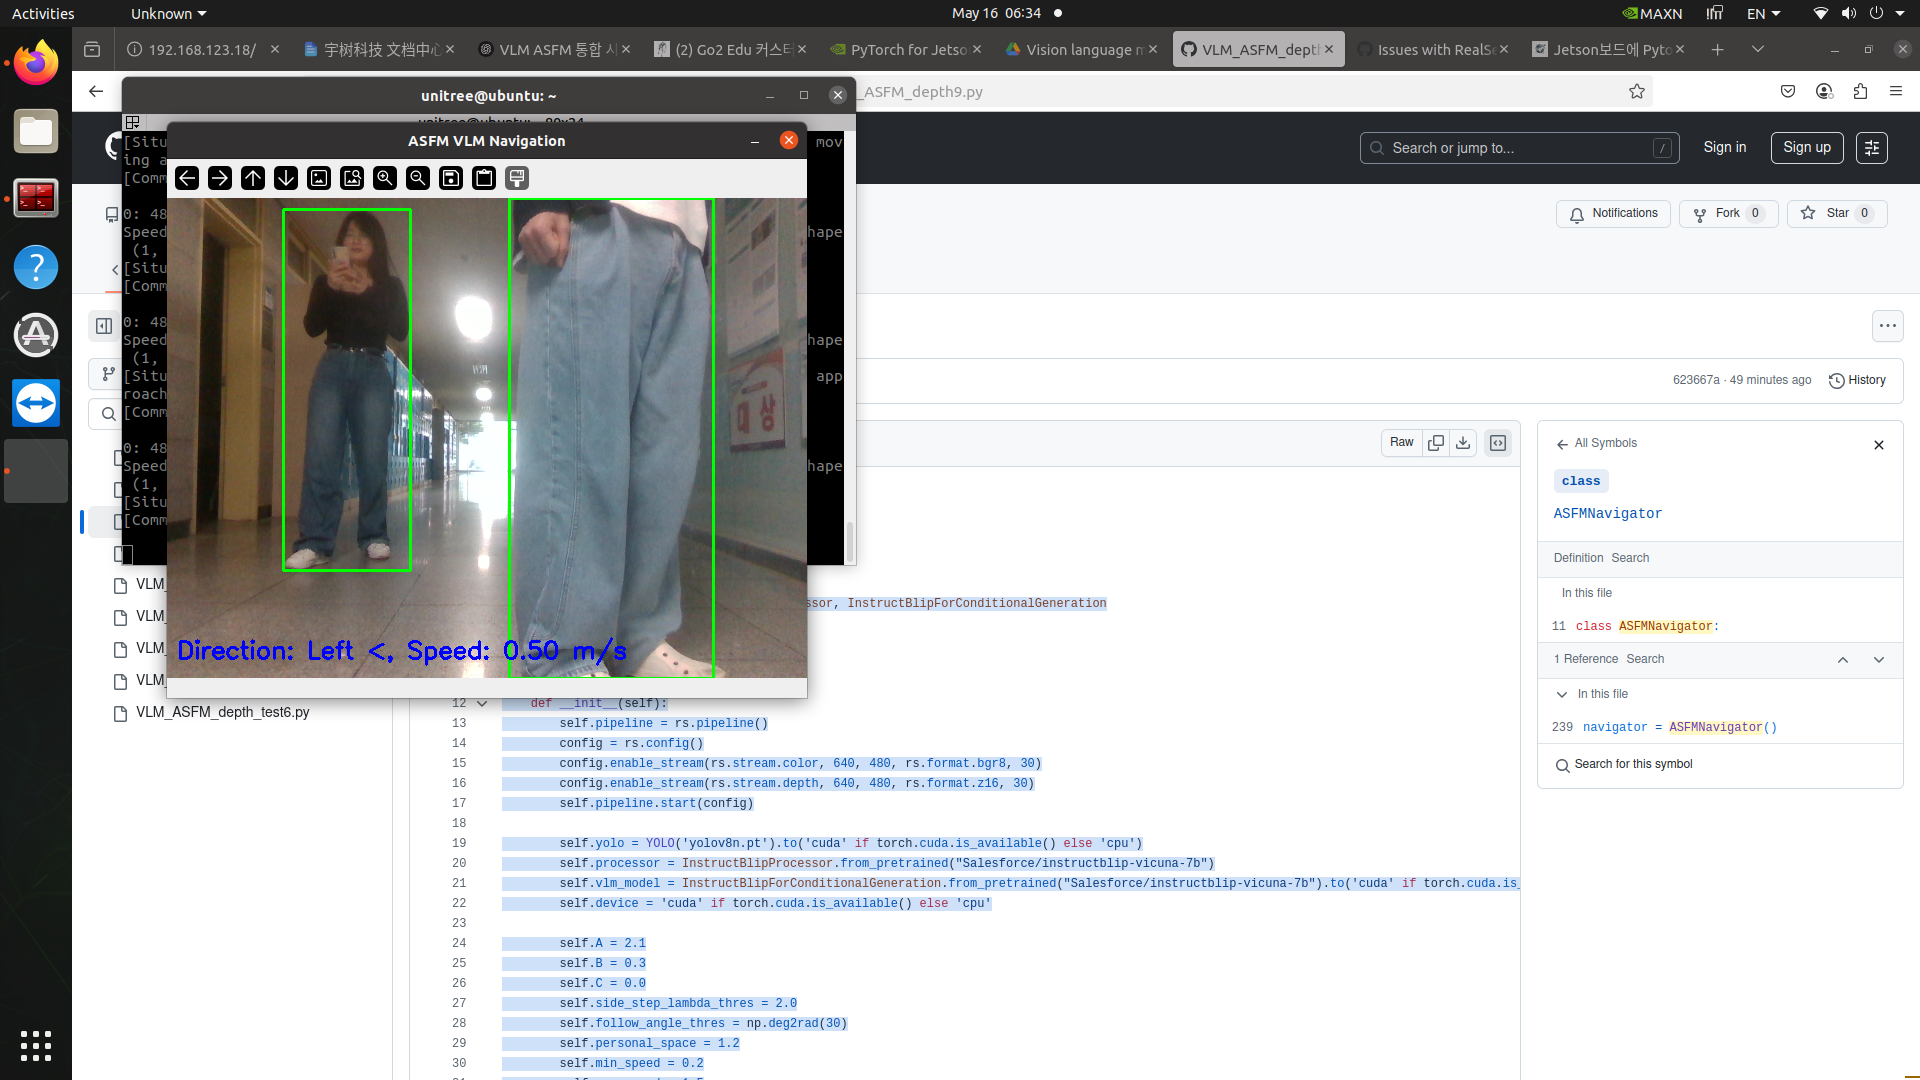 Activities
Unknown
May 16 06:34
MAXN
EN
192.168.123.18/
宇树科技 文档中心
VLM ASFM 통합 시
(2) Go2 Edu 커스터
PyTorch for Jetso
Vision language m
VLM_ASFM_dept
Issues with RealSe
Jetson보드에 Pyto
_ASFM_depth9.py
unitree@ubuntu: ~
ASFM VLM Navigation
[Situ
mov
ing a
[Comm
0: 48
Speed
hape
(1,
[Situ
[Comm
0: 48
Speed
hape
(1,
[Situ
app
roach
[Comm
0: 48
Speed
hape
(1,
[Situ
[Comm
대상
Direction: Left <, Speed: 0.50 m/s
Search or jump to...
/
Sign in
Sign up
Notifications
Fork 0
Star 0
623667a · 49 minutes ago
History
Raw
VLM_
VLM_
VLM_
VLM_
VLM_ASFM_depth_test6.py
ssor, InstructBlipForConditionalGeneration
12 def __init__(self):
13 self.pipeline = rs.pipeline()
14 config = rs.config()
15 config.enable_stream(rs.stream.color, 640, 480, rs.format.bgr8, 30)
16 config.enable_stream(rs.stream.depth, 640, 480, rs.format.z16, 30)
17 self.pipeline.start(config)
18
19 self.yolo = YOLO('yolov8n.pt').to('cuda' if torch.cuda.is_available() else 'cpu')
20 self.processor = InstructBlipProcessor.from_pretrained("Salesforce/instructblip-vicuna-7b")
21 self.vlm_model = InstructBlipForConditionalGeneration.from_pretrained("Salesforce/instructblip-vicuna-7b").to('cuda' if torch.cuda.is_
22 self.device = 'cuda' if torch.cuda.is_available() else 'cpu'
23
24 self.A = 2.1
25 self.B = 0.3
26 self.C = 0.0
27 self.side_step_lambda_thres = 2.0
28 self.follow_angle_thres = np.deg2rad(30)
29 self.personal_space = 1.2
30 self.min_speed = 0.2
All Symbols
class
ASFMNavigator
Definition Search
In this file
11 class ASFMNavigator:
1 Reference Search
In this file
239 navigator = ASFMNavigator()
Search for this symbol